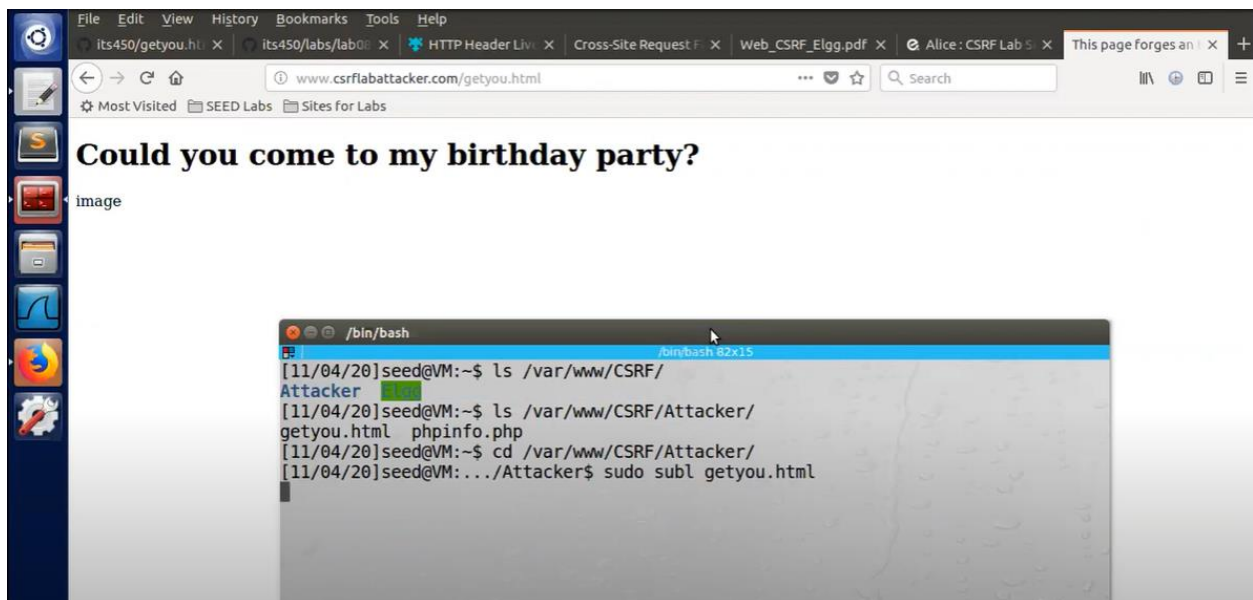 File Edit View History Bookmarks Tools Help
its450/getyou.ht its450/labs/lab08 HTTP Header Liv Cross-Site Request F Web_CSRF_Elgg.pdf Alice : CSRF Lab S This page forges an
www.csrflabattacker.com/getyou.html Search
Most Visited SEED Labs Sites for Labs
Could you come to my birthday party?
image
/bin/bash
/bin/bash 82x15
[11/04/20]seed@VM:~$ ls /var/www/CSRF/
Attacker Elgg
[11/04/20]seed@VM:~$ ls /var/www/CSRF/Attacker/
getyou.html phpinfo.php
[11/04/20]seed@VM:~$ cd /var/www/CSRF/Attacker/
[11/04/20]seed@VM:.../Attacker$ sudo subl getyou.html